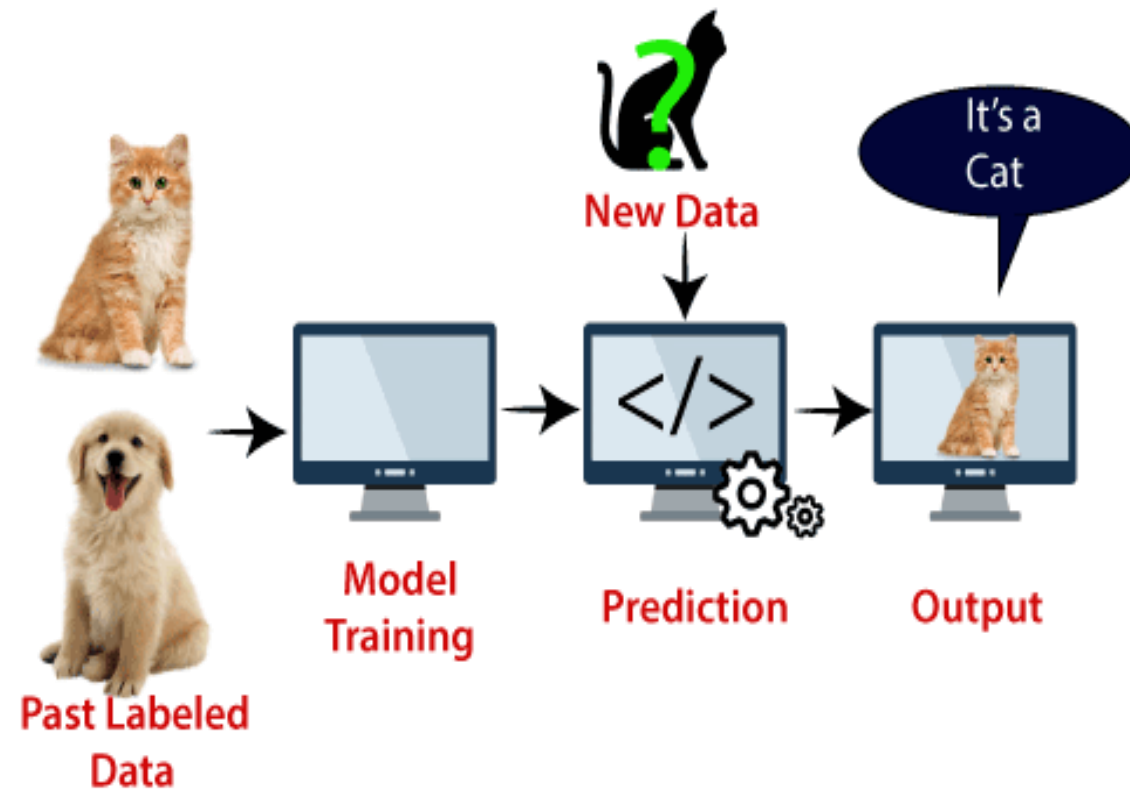 ?
New Data
It's a
Cat
</>
Model
Training
Prediction
Output
Past Labeled
Data